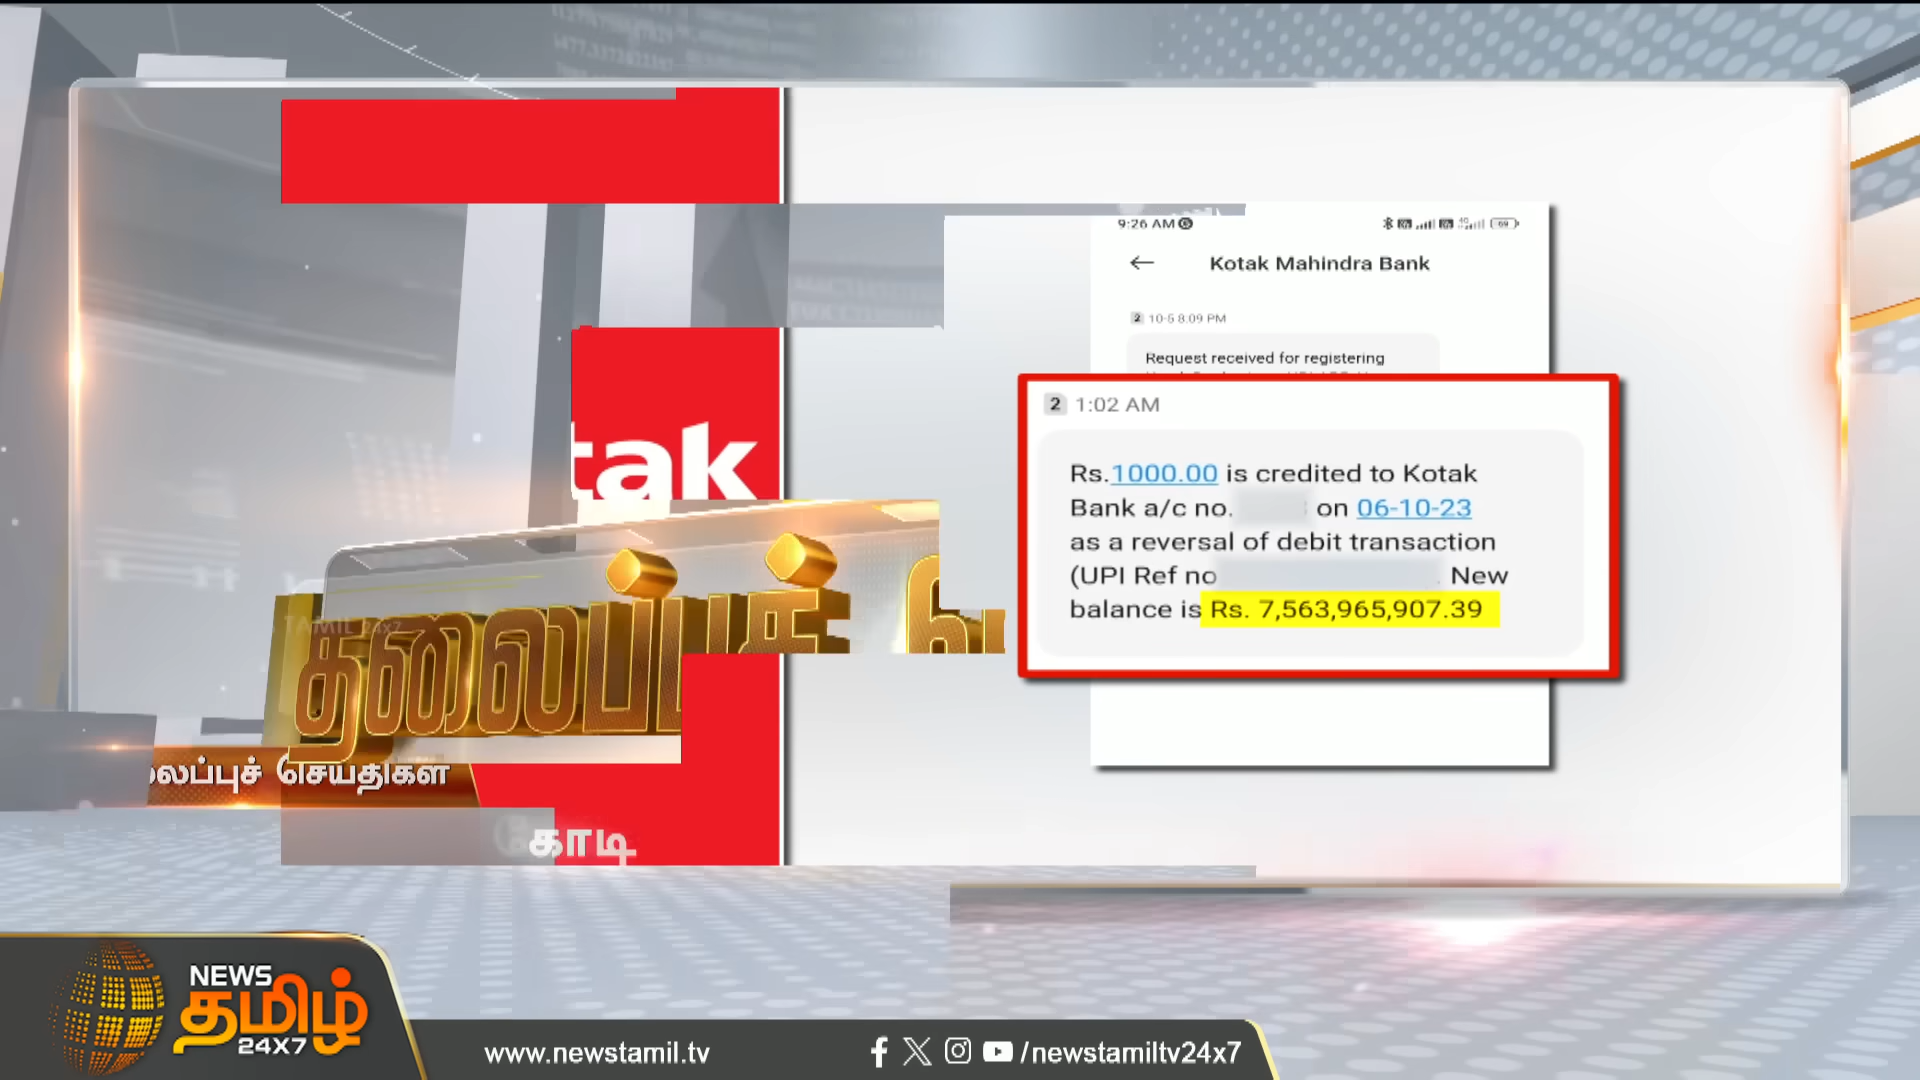 9:26 AM
Kotak Mahindra Bank
2 10-5 8:09 PM
Request received for registering
2 1:02 AM
Rs.1000.00 is credited to Kotak
Bank a/c no. on 06-10-23
as a reversal of debit transaction
(UPI Ref no . New
balance is Rs. 7,563,965,907.39
tak
TAMIL 24x7
தலைப்புச்
லைப்புச் செய்திகள்
கோடி
NEWS
தமிழ்
24X7
www.newstamil.tv
/newstamiltv24x7